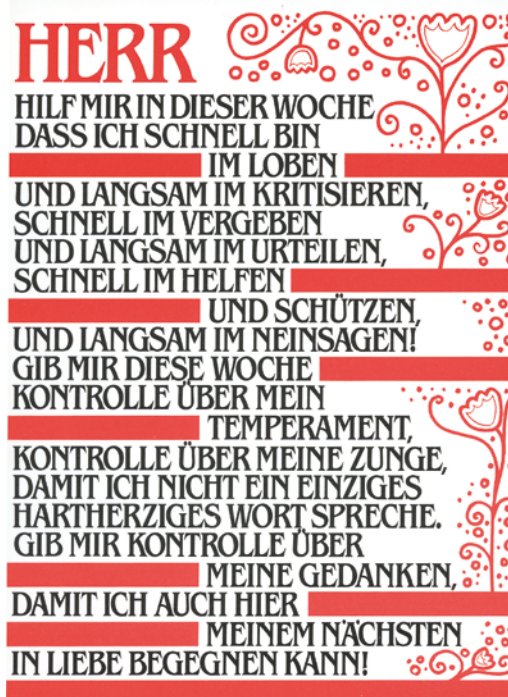 HERR
HILF MIR IN DIESER WOCHE
DASS ICH SCHNELL BIN
IM LOBEN
UND LANGSAM IM KRITISIEREN,
SCHNELL IM VERGEBEN
UND LANGSAM IM URTEILEN,
SCHNELL IM HELFEN
UND SCHÜTZEN,
UND LANGSAM IM NEINSAGEN!
GIB MIR DIESE WOCHE
KONTROLLE ÜBER MEIN
TEMPERAMENT,
KONTROLLE ÜBER MEINE ZUNGE,
DAMIT ICH NICHT EIN EINZIGES
HARTHERZIGES WORT SPRECHE.
GIB MIR KONTROLLE ÜBER
MEINE GEDANKEN,
DAMIT ICH AUCH HIER
MEINEM NÄCHSTEN
IN LIEBE BEGEGNEN KANN!